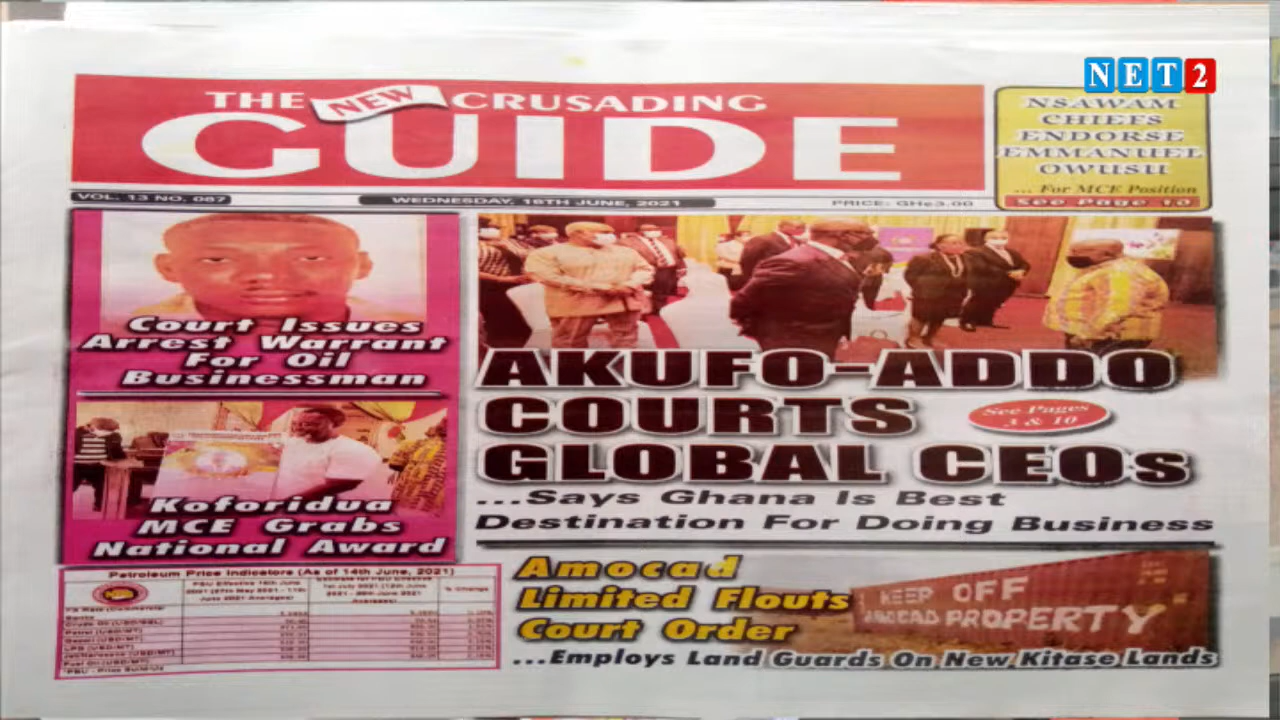 NET2
THE NEW CRUSADING
GUIDE
NSAWAM
CHIEFS
ENDORSE
EMMANUEL
OWUSU
... For MCE Position
See Page 10
VOL. 13 NO. 087
WEDNESDAY, 16TH JUNE, 2021
PRICE: GH¢3.00
Court Issues
Arrest Warrant
For Oil
Businessman
Koforidua
MCE Grabs
National Award
AKUFO-ADDO
COURTS
GLOBAL CEOs
See Pages
3 & 10
...Says Ghana Is Best
Destination For Doing Business
Petroleum Price Indicators (As of 14th June, 2021)
% Change
Amocad
Limited Flouts
Court Order
...Employs Land Guards On New Kitase Lands
KEEP OFF
AMOCAD PROPERTY